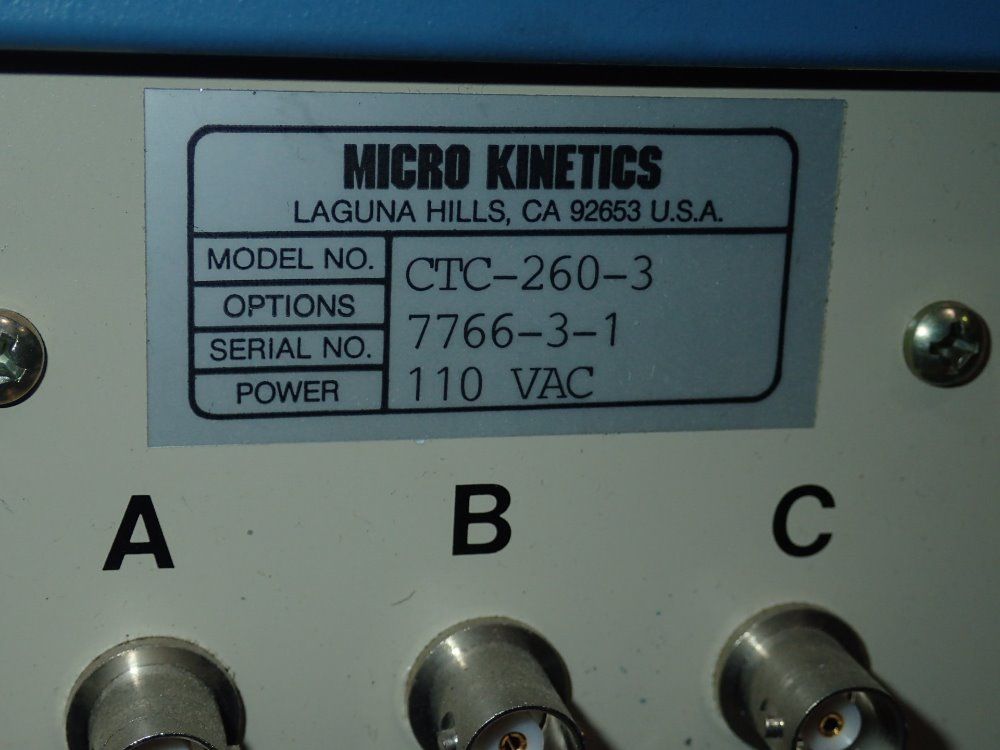 MICRO KINETICS
LAGUNA HILLS, CA 92653 U.S.A.
MODEL NO. CTC-260-3
OPTIONS
SERIAL NO. 7766-3-1
POWER 110 VAC
A B C